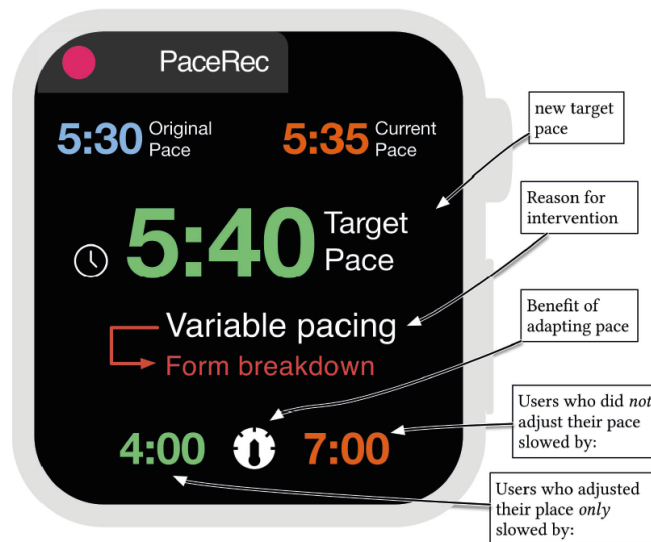 PaceRec
5:30 Original Pace
5:35 Current Pace
new target
pace
5:40 Target Pace
Reason for
intervention
Variable pacing
Form breakdown
Benefit of
adapting pace
4:00
7:00
Users who did not
adjust their pace
slowed by:
Users who adjusted
their place only
slowed by: